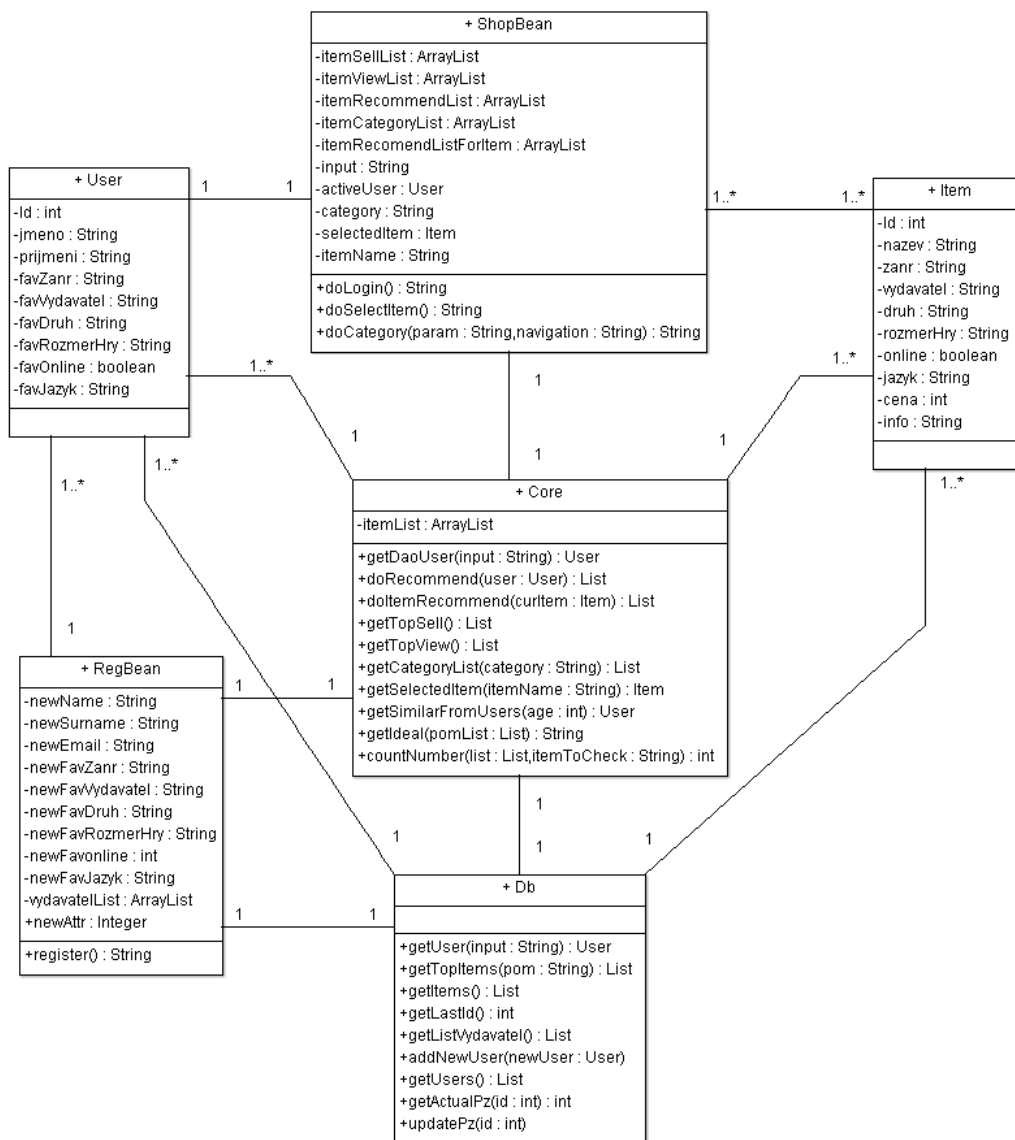 + ShopBean
-itemSellList : ArrayList
-itemViewList : ArrayList
-itemRecommendList : ArrayList
-itemCategoryList : ArrayList
-itemRecomendListForItem : ArrayList
-input : String
-activeUser : User
-category : String
-selectedItem : Item
-itemName : String
+doLogin() : String
+doSelectItem() : String
+doCategory(param : String,navigation : String) : String
+ User
-Id : int
-jmeno : String
-prijmeni : String
-favZanr : String
-favVydavatel : String
-favDruh : String
-favRozmerHry : String
-favOnline : boolean
-favJazyk : String
1
1
1..*
1..*
+ Item
-Id : int
-nazev : String
-zanr : String
-vydavatel : String
-druh : String
-rozmerHry : String
-online : boolean
-jazyk : String
-cena : int
-info : String
1..*
1
1..*
1
1
1
1..*
1..*
1..*
+ Core
-itemList : ArrayList
+getDaoUser(input : String) : User
+doRecommend(user : User) : List
+doItemRecommend(curItem : Item) : List
+getTopSell() : List
+getTopView() : List
+getCategoryList(category : String) : List
+getSelectedItem(itemName : String) : Item
+getSimilarFromUsers(age : int) : User
+getIdeal(pomList : List) : String
+countNumber(list : List,itemToCheck : String) : int
1
+ RegBean
-newName : String
-newSurname : String
-newEmail : String
-newFavZanr : String
-newFavVydavatel : String
-newFavDruh : String
-newFavRozmerHry : String
-newFavonline : int
-newFavJazyk : String
-vydavatelList : ArrayList
+newAttr : Integer
+register() : String
1
1
1
1
1
1
1
1
+ Db
+getUser(input : String) : User
+getTopItems(pom : String) : List
+getItems() : List
+getLastId() : int
+getListVydavatel() : List
+addNewUser(newUser : User)
+getUsers() : List
+getActualPz(id : int) : int
+updatePz(id : int)